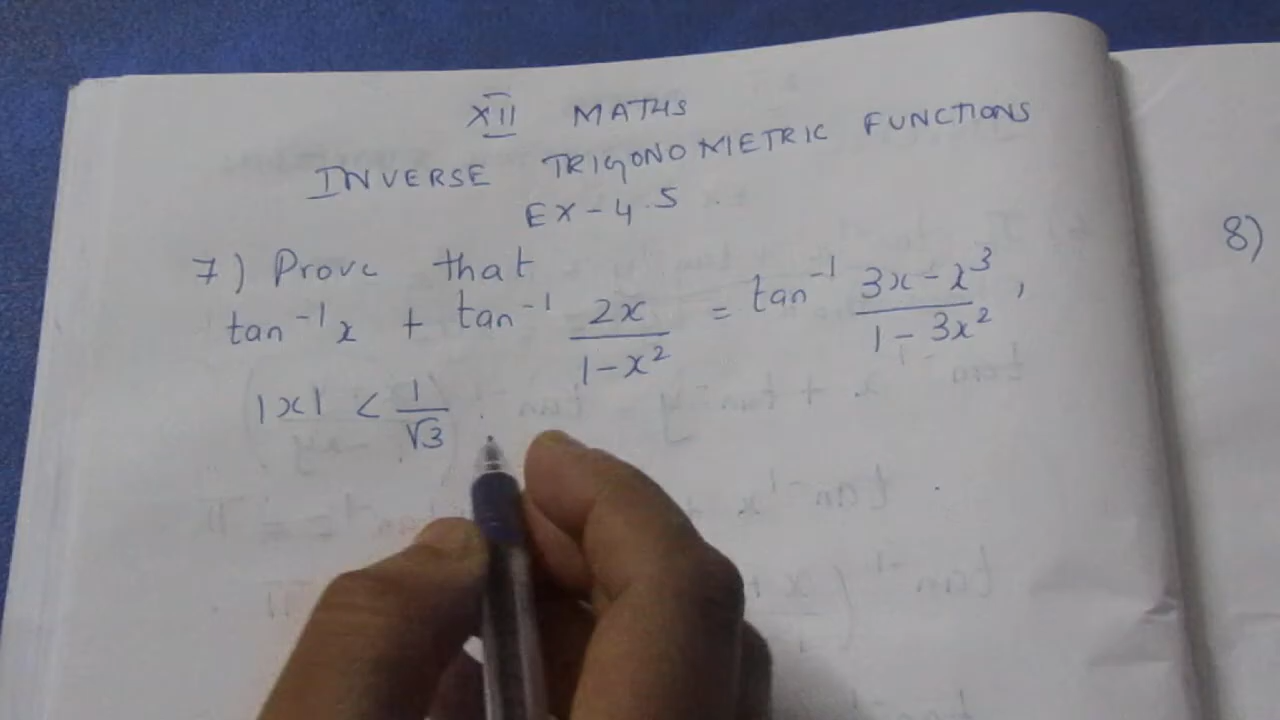 XII MATHS
INVERSE TRIGONOMETRIC FUNCTIONS
EX-4.5
7) Prove that
tan⁻¹x + tan⁻¹ 2x/(1-x²) = tan⁻¹ (3x-x³)/(1-3x²),
|x| < 1/√3.
8)